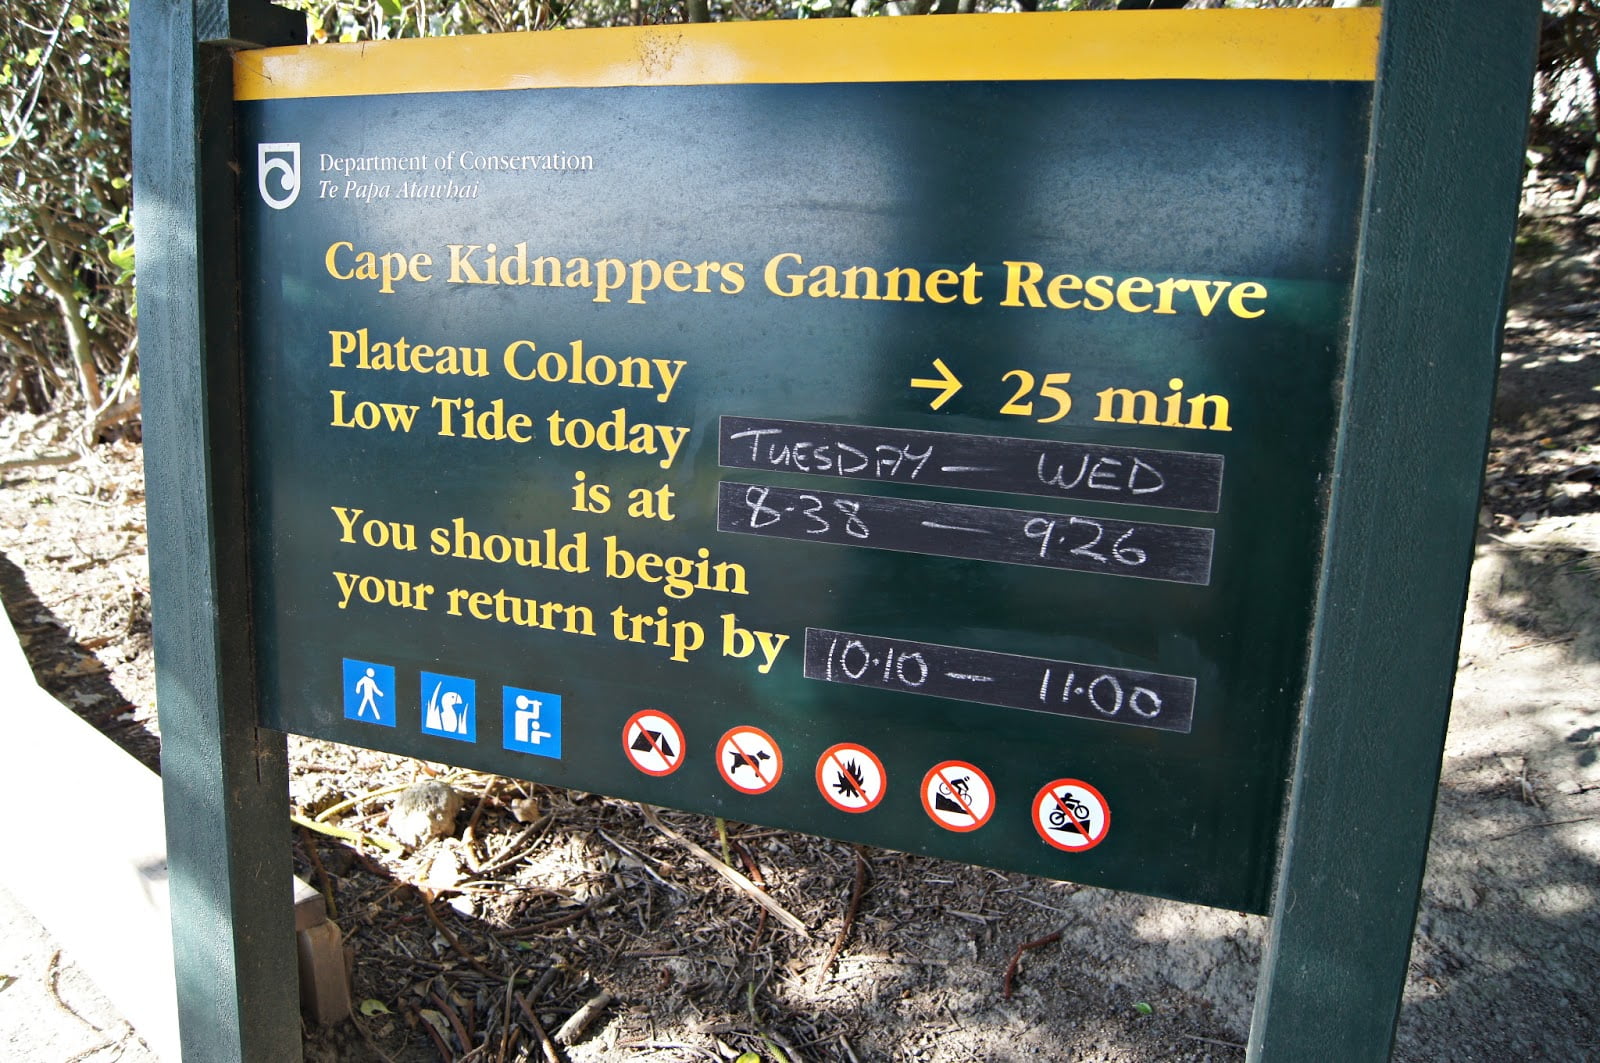 Department of Conservation
Te Papa Atawhai
Cape Kidnappers Gannet Reserve
Plateau Colony → 25 min
Low Tide today TUESDAY — WED
is at 8.38 — 9.26
You should begin
your return trip by 10.10 — 11.00